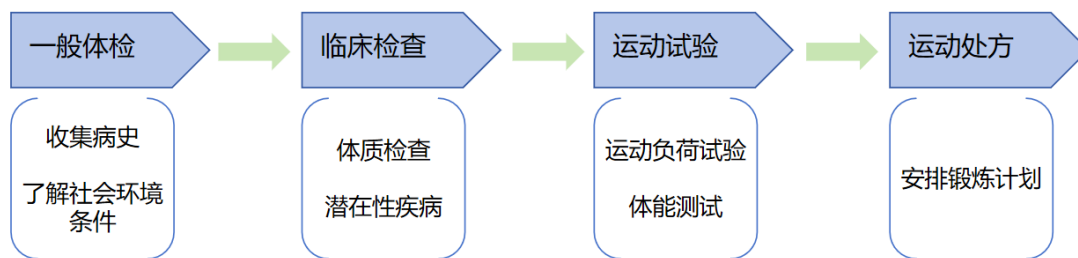 一般体检
临床检查
运动试验
运动处方
收集病史
了解社会环境
条件
体质检查
潜在性疾病
运动负荷试验
体能测试
安排锻炼计划